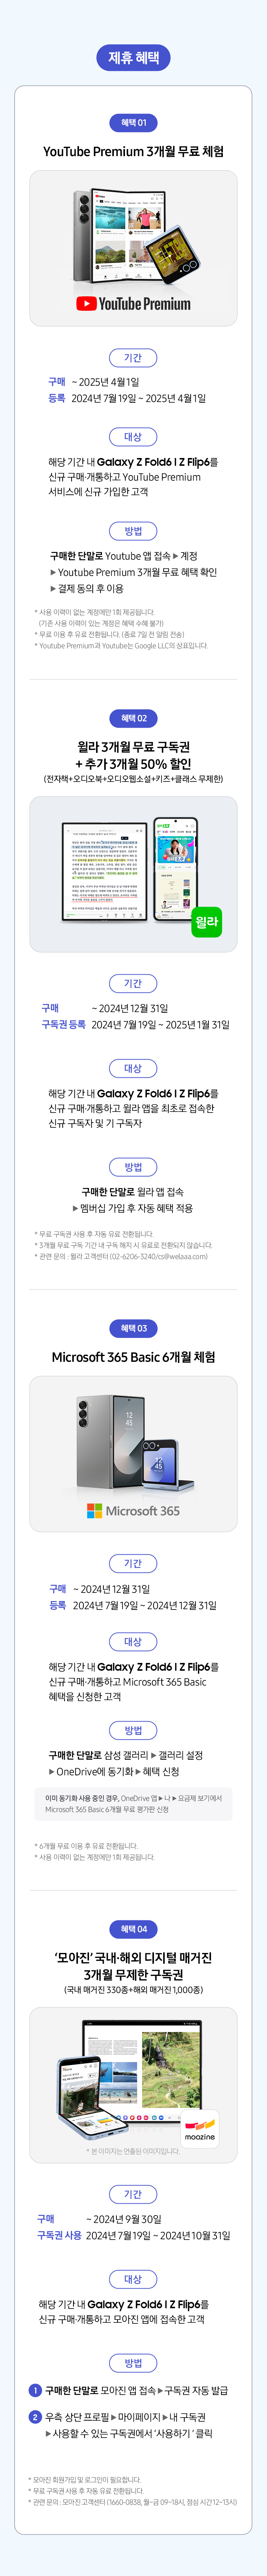 제휴 혜택
혜택 01
YouTube Premium 3개월 무료 체험
YouTube Premium
기간
구매 ~ 2025년 4월 1일
등록 2024년 7월 19일 ~ 2025년 4월 1일
대상
해당 기간 내 Galaxy Z Fold6 l Z Flip6를
신규 구매·개통하고 YouTube Premium
서비스에 신규 가입한 고객
방법
구매한 단말로 Youtube 앱 접속 ▶ 계정
▶ Youtube Premium 3개월 무료 혜택 확인
▶ 결제 동의 후 이용
* 사용 이력이 없는 계정에만 1회 제공됩니다.
(기존 사용 이력이 있는 계정은 혜택 수혜 불가)
* 무료 이용 후 유료 전환됩니다. (종료 7일 전 알림 전송)
* Youtube Premium과 Youtube는 Google LLC의 상표입니다.
혜택 02
윌라 3개월 무료 구독권
+ 추가 3개월 50% 할인
(전자책+오디오북+오디오웹소설+키즈+클래스 무제한)
윌라
기간
구매 ~ 2024년 12월 31일
구독권 등록 2024년 7월 19일 ~ 2025년 1월 31일
대상
해당 기간 내 Galaxy Z Fold6 l Z Flip6를
신규 구매·개통하고 윌라 앱을 최초로 접속한
신규 구독자 및 기 구독자
방법
구매한 단말로 윌라 앱 접속
▶ 멤버십 가입 후 자동 혜택 적용
* 무료 구독권 사용 후 자동 유료 전환됩니다.
* 3개월 무료 구독 기간 내 구독 해지 시 유료로 전환되지 않습니다.
* 관련 문의 : 윌라 고객센터 (02-6206-3240/cs@welaaa.com)
혜택 03
Microsoft 365 Basic 6개월 체험
12
45
12
45
Microsoft 365
기간
구매 ~ 2024년 12월 31일
등록 2024년 7월 19일 ~ 2024년 12월 31일
대상
해당 기간 내 Galaxy Z Fold6 l Z Flip6를
신규 구매·개통하고 Microsoft 365 Basic
혜택을 신청한 고객
방법
구매한 단말로 삼성 갤러리 ▶ 갤러리 설정
▶ OneDrive에 동기화 ▶ 혜택 신청
이미 동기화 사용 중인 경우, OneDrive 앱 ▶ 나 ▶ 요금제 보기에서
Microsoft 365 Basic 6개월 무료 평가판 신청
* 6개월 무료 이용 후 유료 전환됩니다.
* 사용 이력이 없는 계정에만 1회 제공됩니다.
혜택 04
‘모아진’ 국내·해외 디지털 매거진
3개월 무제한 구독권
(국내 매거진 330종+해외 매거진 1,000종)
moazine
* 본 이미지는 연출된 이미지입니다.
기간
구매 ~ 2024년 9월 30일
구독권 사용 2024년 7월 19일 ~ 2024년 10월 31일
대상
해당 기간 내 Galaxy Z Fold6 l Z Flip6를
신규 구매·개통하고 모아진 앱에 접속한 고객
방법
1 구매한 단말로 모아진 앱 접속 ▶ 구독권 자동 발급
2 우측 상단 프로필 ▶ 마이페이지 ▶ 내 구독권
▶ 사용할 수 있는 구독권에서 ‘사용하기 ‘ 클릭
* 모아진 회원가입 및 로그인이 필요합니다.
* 무료 구독권 사용 후 자동 유료 전환됩니다.
* 관련 문의 : 모아진 고객센터 (1660-0838, 월~금 09~18시, 점심 시간 12~13시)